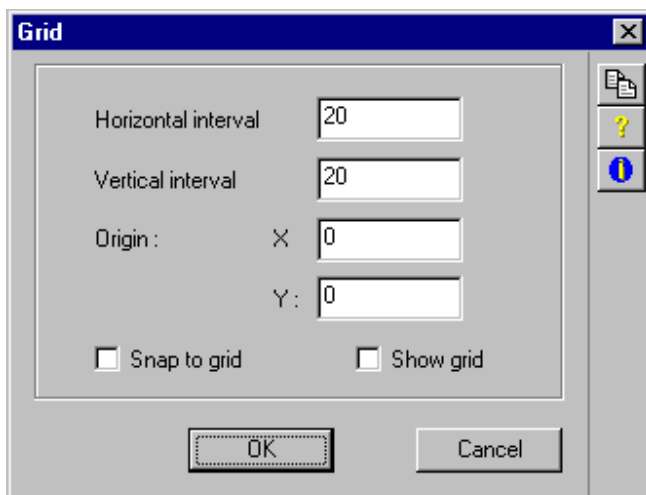 Grid
Horizontal interval 20
Vertical interval 20
Origin : X 0
Y : 0
Snap to grid Show grid
OK Cancel